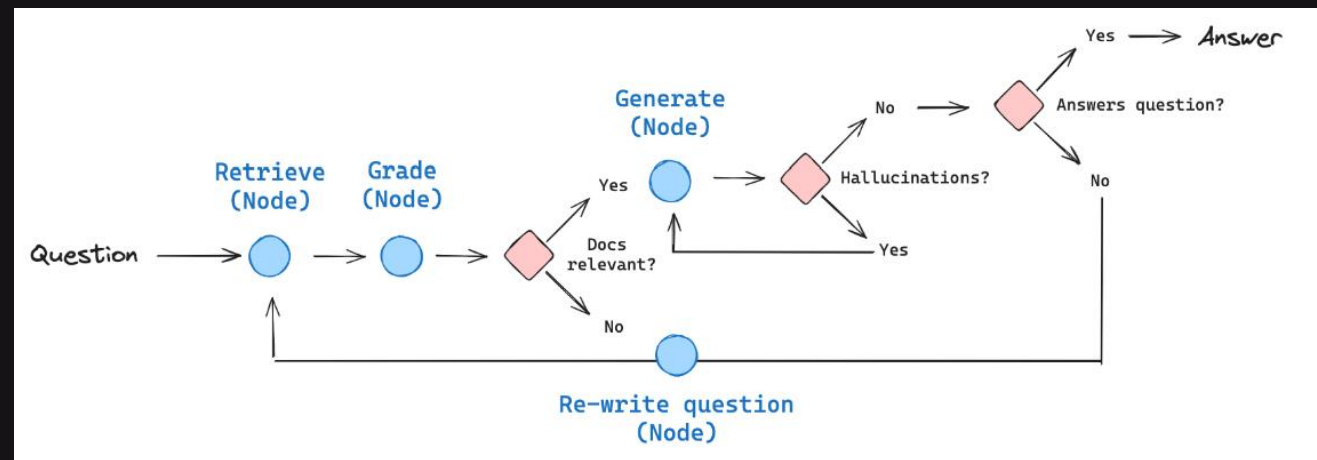 Yes
Answer
Generate
(Node)
No
Answers question?
Retrieve
(Node)
Grade
(Node)
Yes
Hallucinations?
No
Question
Docs
relevant?
Yes
No
Re-write question
(Node)